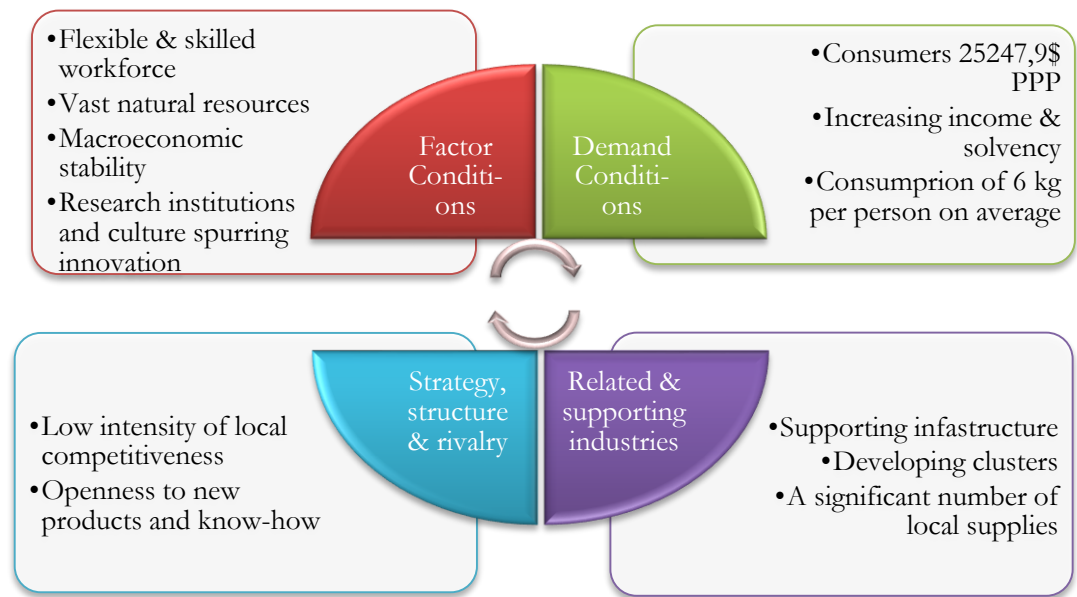 •Flexible & skilled
workforce
•Vast natural resources
•Macroeconomic
stability
•Research institutions
and culture spurring
innovation
Factor
Conditi-
ons
Demand
Conditi-
ons
•Consumers 25247,9$
PPP
•Increasing income &
solvency
•Consumprion of 6 kg
per person on average
•Low intensity of local
competitiveness
•Openness to new
products and know-how
Strategy,
structure
& rivalry
Related &
supporting
industries
•Supporting infastructure
•Developing clusters
•A significant number of
local supplies